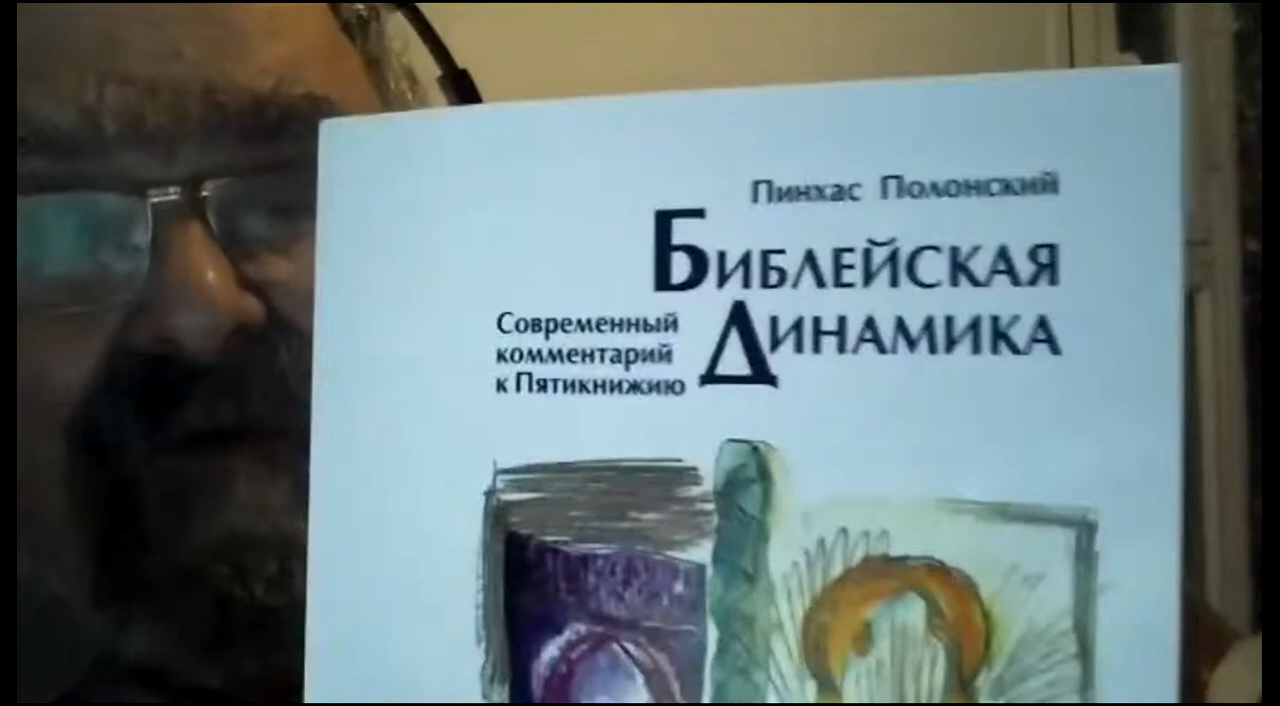 Пинхас Полонский
Библейская
Динамика
Современный
комментарий
к Пятикнижию